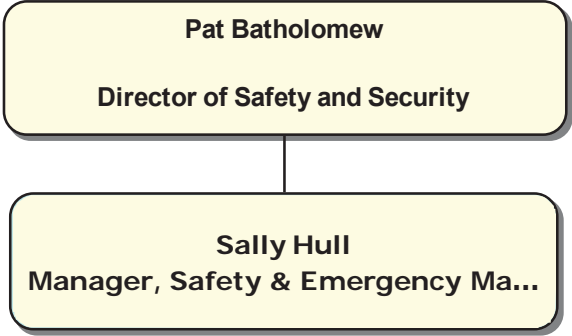 Pat Batholomew
Director of Safety and Security
Sally Hull
Manager, Safety & Emergency Ma...